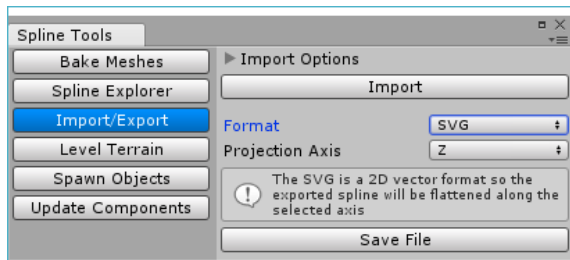 Spline Tools
Bake Meshes
Spline Explorer
Import/Export
Level Terrain
Spawn Objects
Update Components
Import Options
Import
Format
SVG
Projection Axis
Z
The SVG is a 2D vector format so the
exported spline will be flattened along the
selected axis
Save File